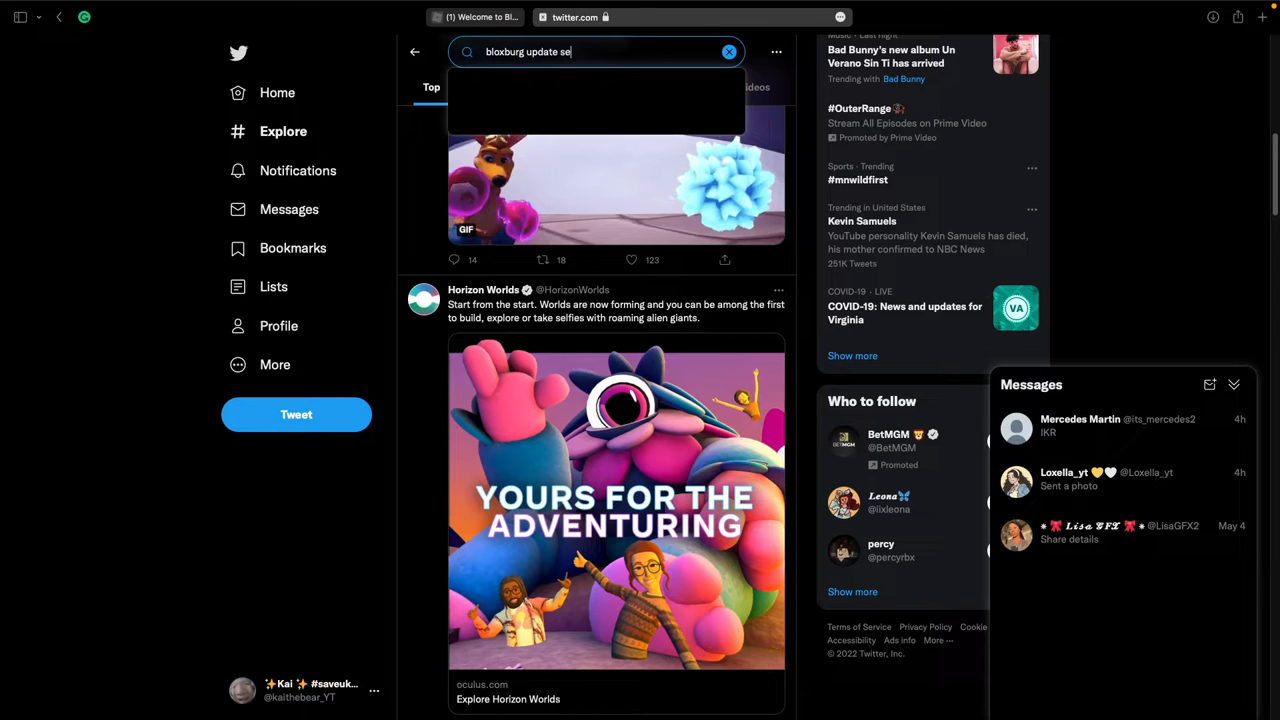 (1) Welcome to Bl...
twitter.com
Home
Explore
Notifications
Messages
Bookmarks
Lists
Profile
More
Tweet
✨Kai ✨ #saveuk...
@kaithebear_YT
bloxburg update se
Top
ideos
GIF
14
18
123
Horizon Worlds @HorizonWorlds
Start from the start. Worlds are now forming and you can be among the first
to build, explore or take selfies with roaming alien giants.
YOURS FOR THE
ADVENTURING
oculus.com
Explore Horizon Worlds
Music · Last night
Bad Bunny's new album Un
Verano Sin Ti has arrived
Trending with Bad Bunny
#OuterRange
Stream All Episodes on Prime Video
Promoted by Prime Video
Sports · Trending
#mnwildfirst
Trending in United States
Kevin Samuels
YouTube personality Kevin Samuels has died,
his mother confirmed to NBC News
251K Tweets
COVID-19 · LIVE
COVID-19: News and updates for
Virginia
VA
Show more
Who to follow
BETMGM
BetMGM 🦁
@BetMGM
Promoted
𝑳𝒆𝒐𝒏𝒂🦋
@iixleona
percy
@percyrbx
Show more
Terms of Service Privacy Policy Cookie
Accessibility Ads info More ...
© 2022 Twitter, Inc.
Messages
Mercedes Martin @its_mercedes2 4h
IKR
Loxella_yt 💛🤍 @Loxella_yt 4h
Sent a photo
⁕ 🎀 𝓛𝓲𝓼𝓪 𝓖𝓕𝓧 🎀 ⁕ @LisaGFX2 May 4
Share details